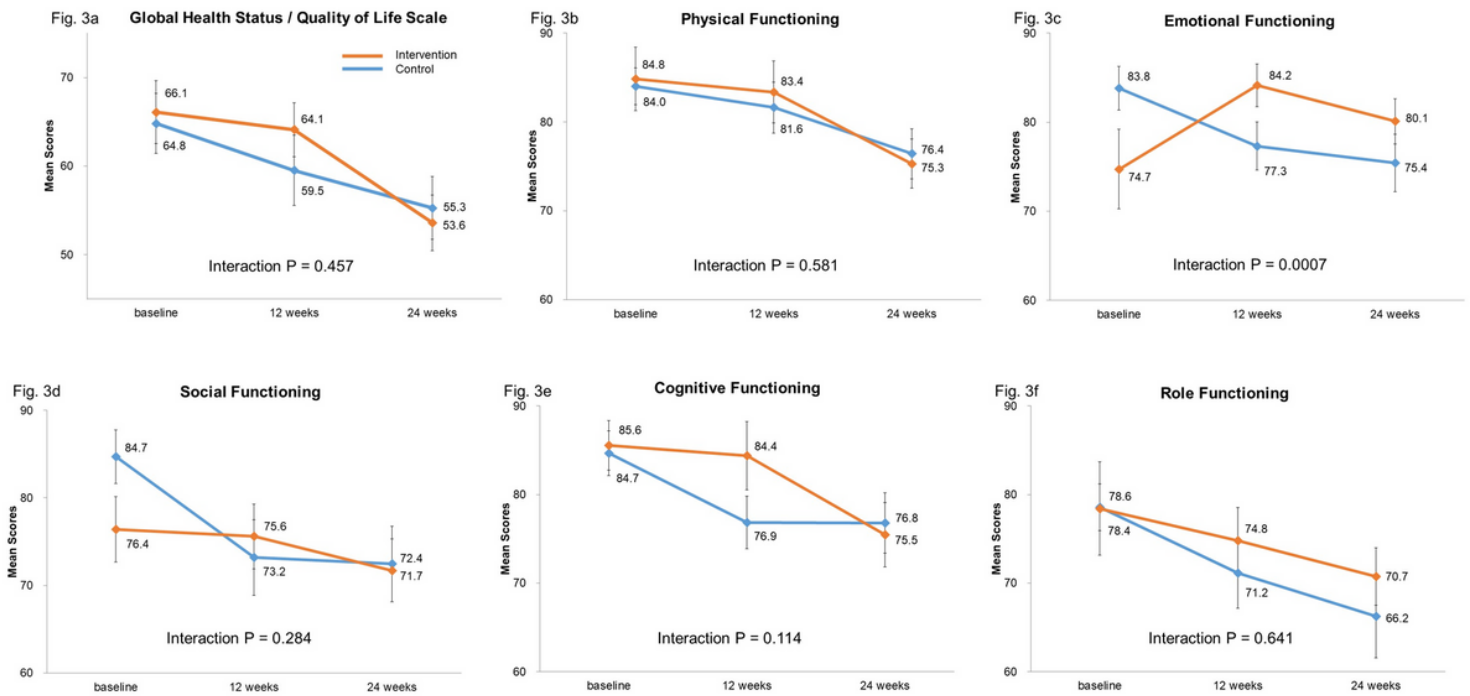 Fig. 3a
Global Health Status / Quality of Life Scale
Intervention
Control
Mean Scores
70
60
50
66.1
64.8
64.1
59.5
55.3
53.6
Interaction P = 0.457
baseline
12 weeks
24 weeks
Fig. 3b
Physical Functioning
Mean Scores
90
80
70
60
84.8
84.0
83.4
81.6
76.4
75.3
Interaction P = 0.581
baseline
12 weeks
24 weeks
Fig. 3c
Emotional Functioning
Mean Scores
90
80
70
60
83.8
74.7
84.2
77.3
80.1
75.4
Interaction P = 0.0007
baseline
12 weeks
24 weeks
Fig. 3d
Social Functioning
Mean Scores
90
80
70
60
84.7
76.4
75.6
73.2
72.4
71.7
Interaction P = 0.284
baseline
12 weeks
24 weeks
Fig. 3e
Cognitive Functioning
Mean Scores
90
80
70
60
85.6
84.7
84.4
76.9
76.8
75.5
Interaction P = 0.114
baseline
12 weeks
24 weeks
Fig. 3f
Role Functioning
Mean Scores
90
80
70
60
78.6
78.4
74.8
71.2
70.7
66.2
Interaction P = 0.641
baseline
12 weeks
24 weeks